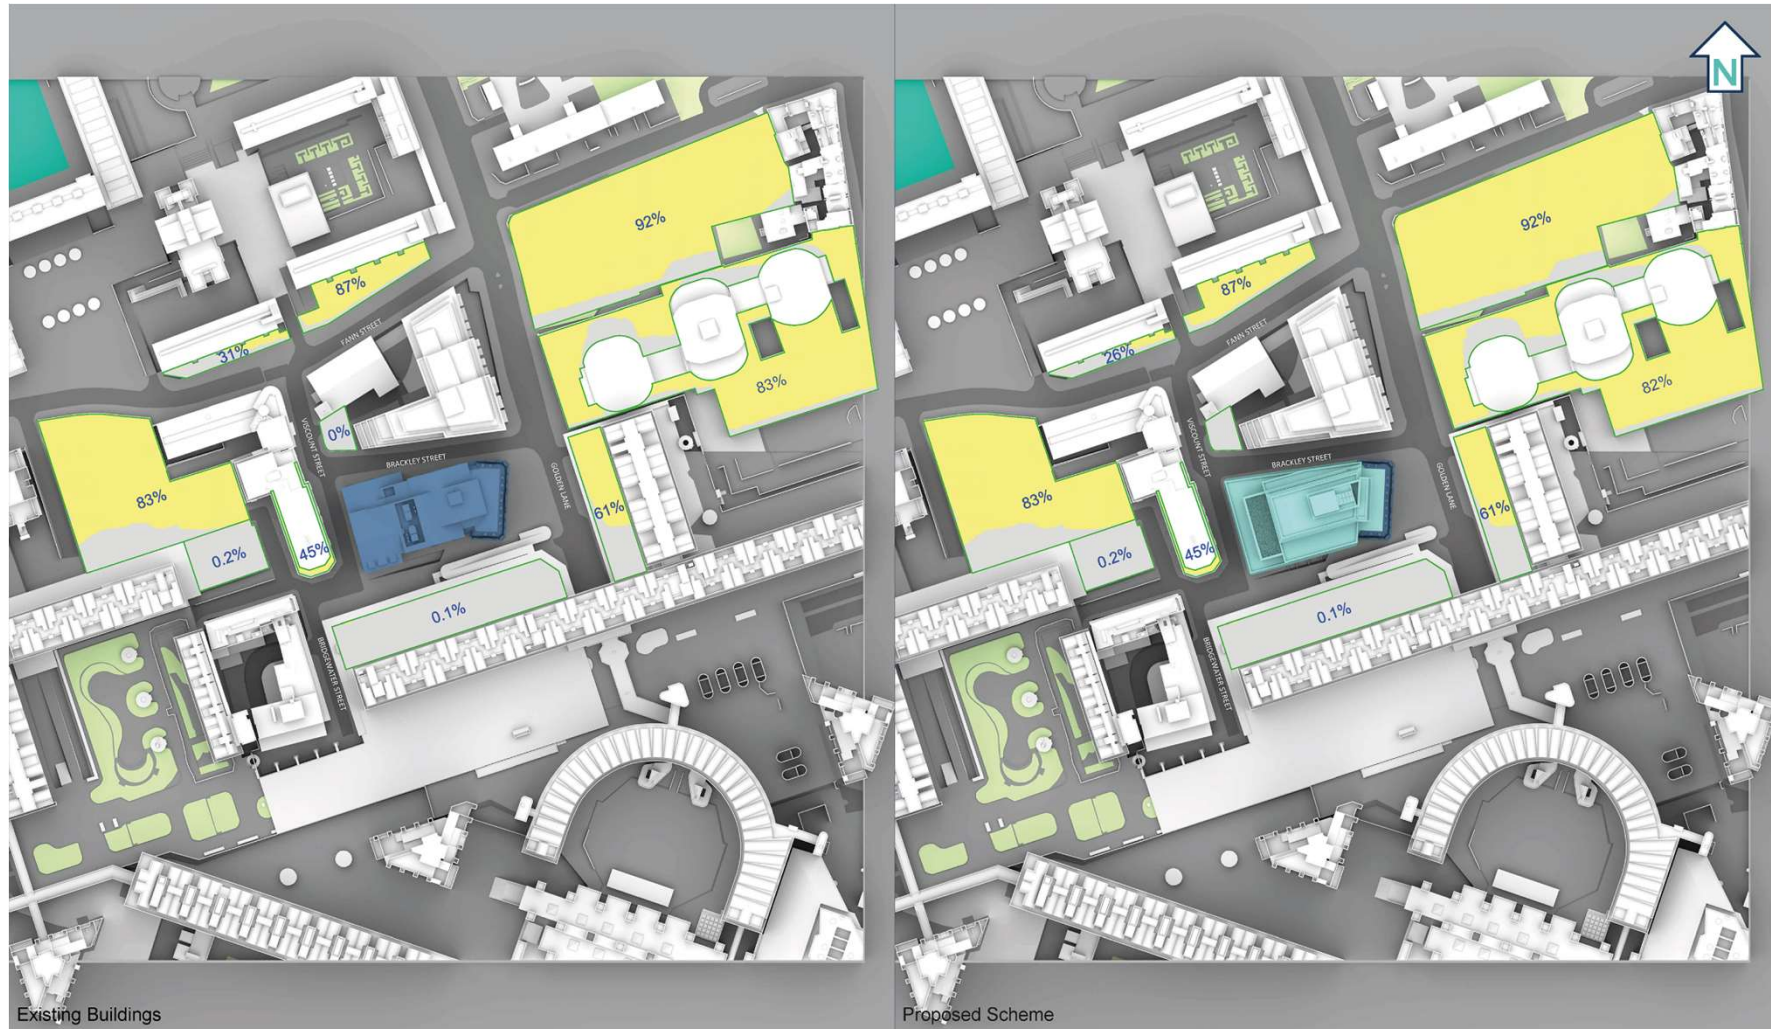 92%
87%
FANN STREET
31%
83%
VISCOUNT STREET
0%
BRACKLEY STREET
GOLDEN LANE
83%
61%
45%
0.2%
0.1%
BRIDGEWATER STREET
Existing Buildings
N
92%
87%
FANN STREET
26%
82%
VISCOUNT STREET
BRACKLEY STREET
GOLDEN LANE
83%
61%
45%
0.2%
0.1%
BRIDGEWATER STREET
Proposed Scheme